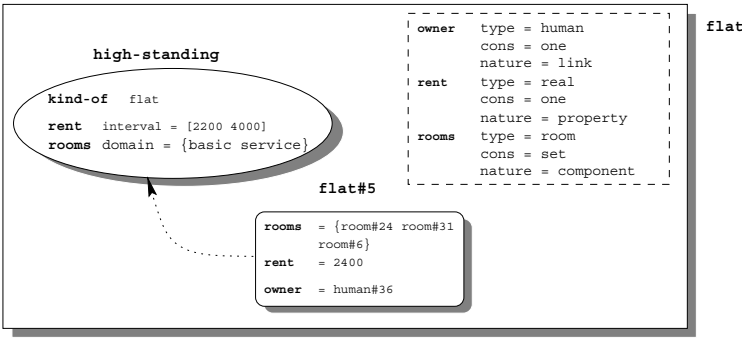 flat
high-standing
kind-of flat
rent interval = [2200 4000]
rooms domain = {basic service}
owner type = human
cons = one
nature = link
rent type = real
cons = one
nature = property
rooms type = room
cons = set
nature = component
flat#5
rooms = {room#24 room#31
room#6}
rent = 2400
owner = human#36